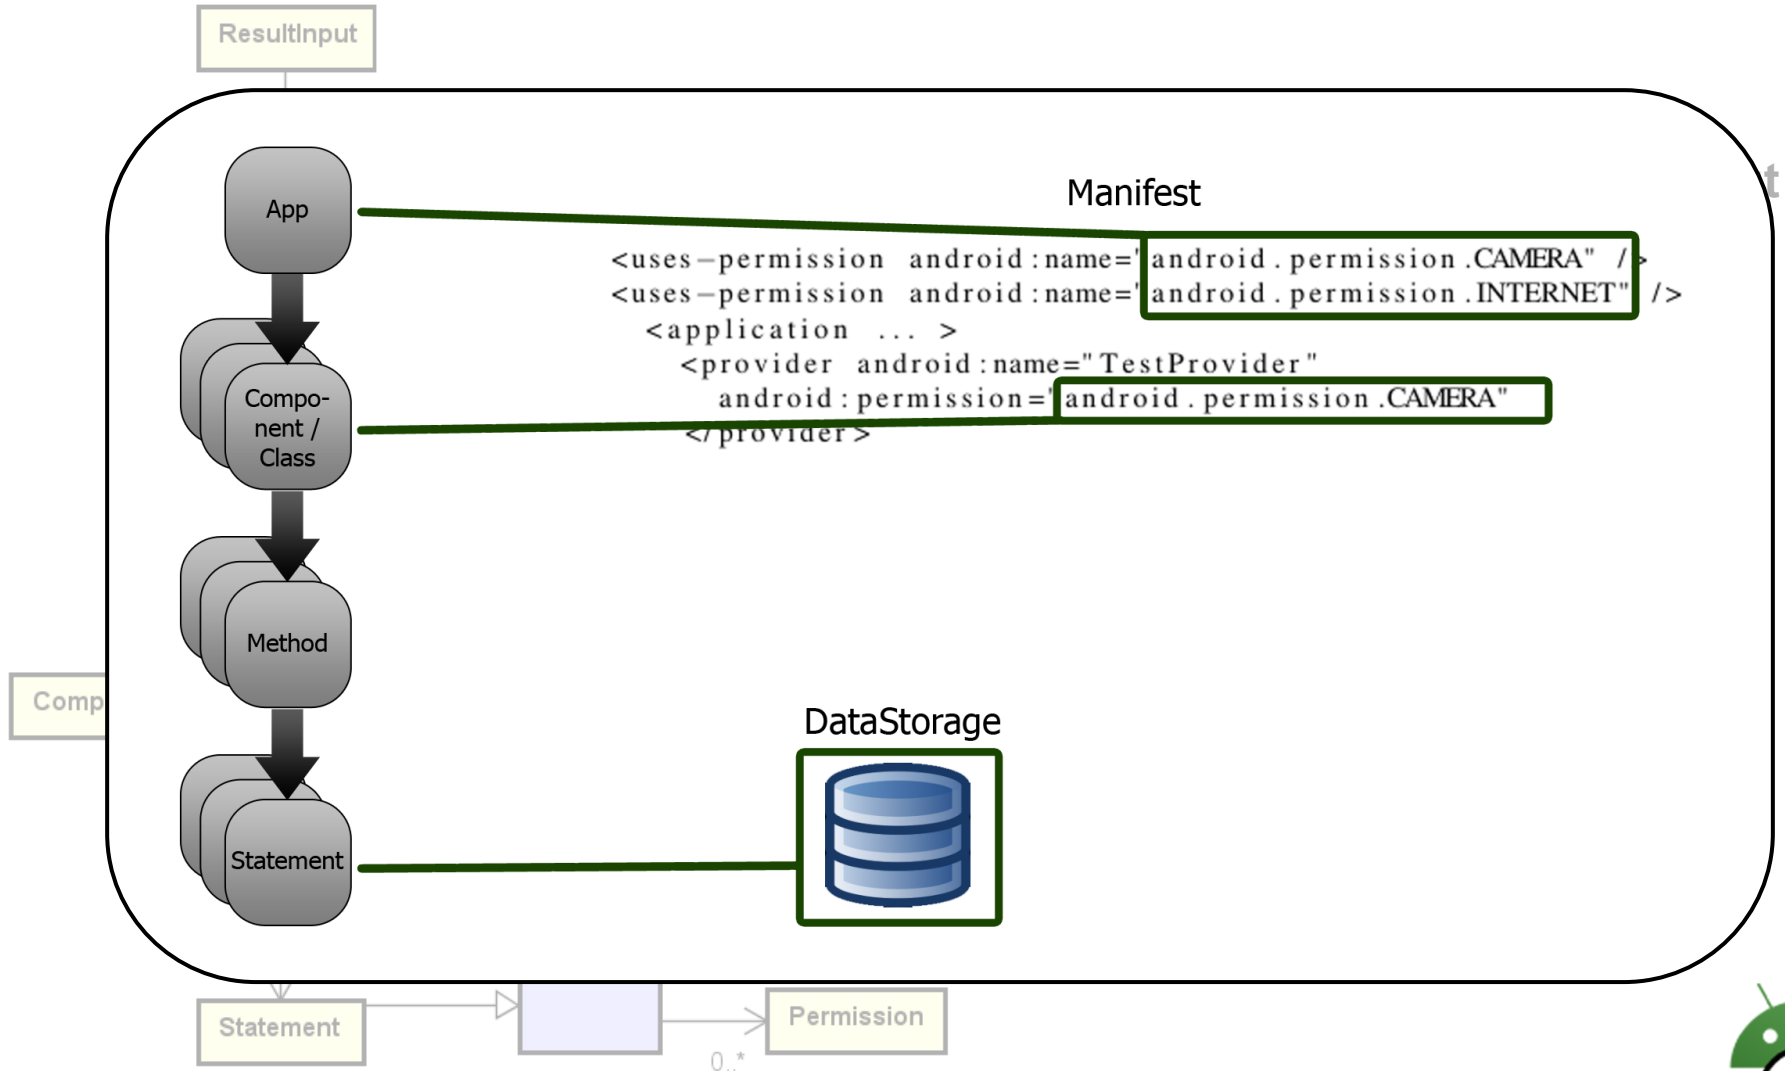 ResultInput
t
App
Manifest
<uses-permission android:name="android.permission.CAMERA" />
<uses-permission android:name="android.permission.INTERNET" />
<application ... >
<provider android:name="TestProvider"
android:permission="android.permission.CAMERA"
</provider>
Compo-
nent /
Class
Method
Comp
DataStorage
Statement
Statement
Permission
0..*